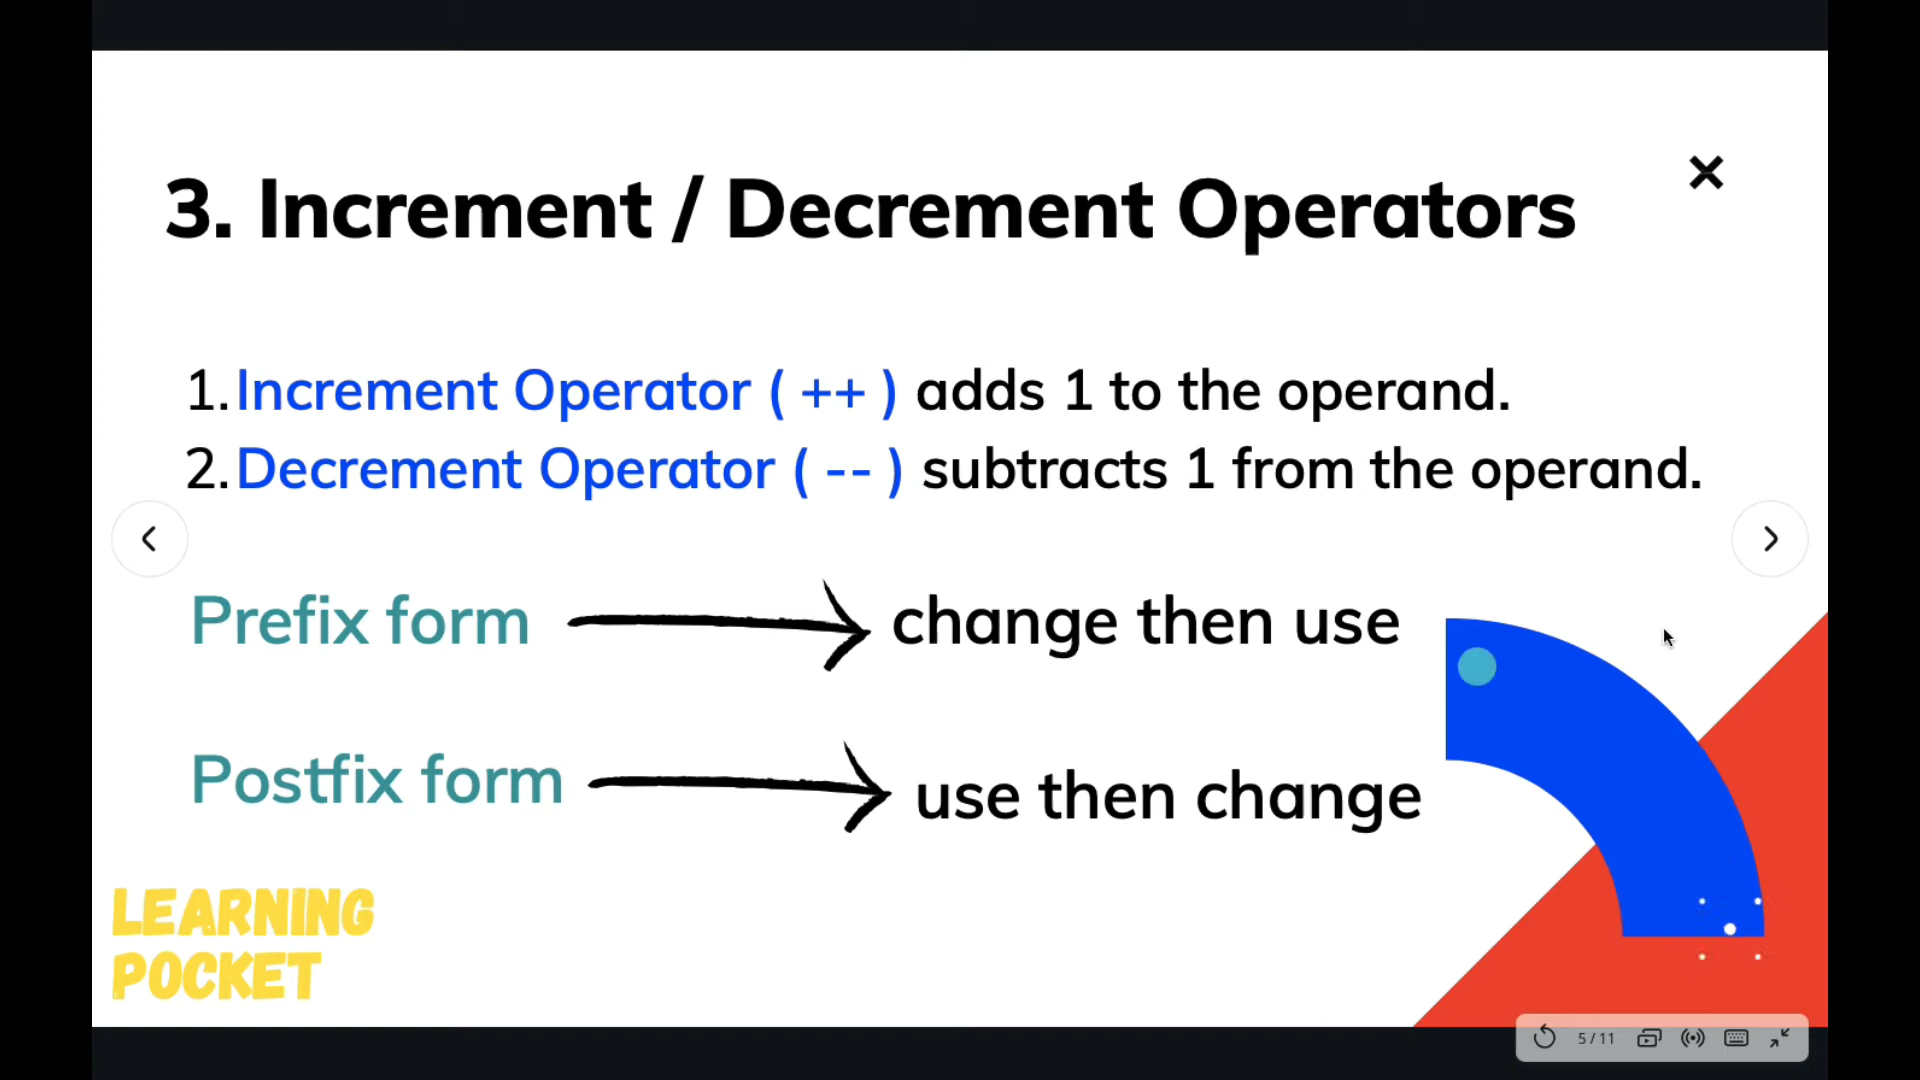 3. Increment / Decrement Operators
1. Increment Operator ( ++ ) adds 1 to the operand.
2. Decrement Operator ( -- ) subtracts 1 from the operand.
Prefix form change then use
Postfix form use then change
LEARNING
POCKET
5 / 11